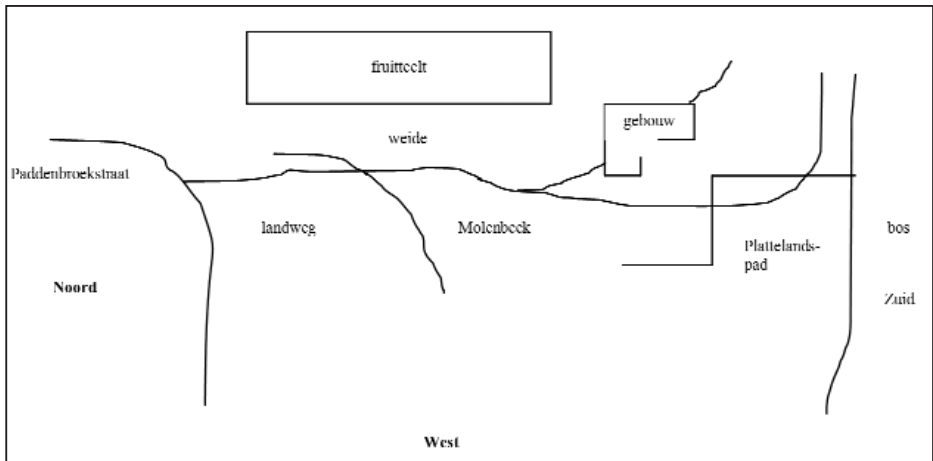 fruitteelt
gebouw
weide
Paddenbroekstraat
landweg
Molenbeek
Plattelands-
pad
bos
Noord
Zuid
West